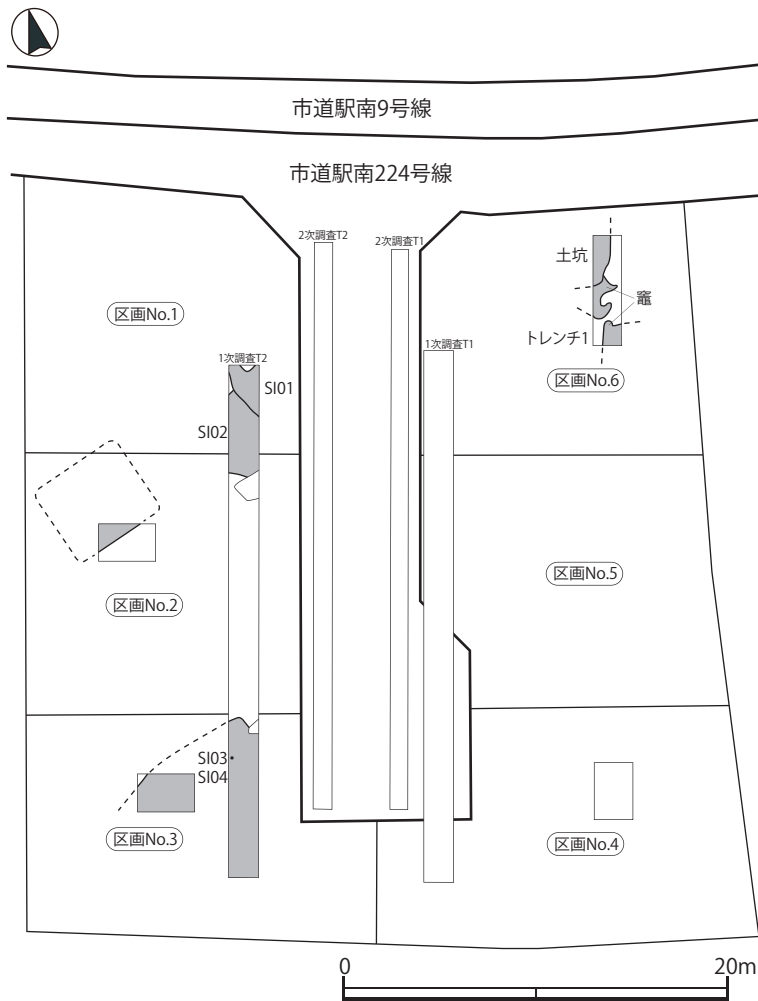 市道駅南9号線
市道駅南224号線
2次調査T2
2次調査T1
土坑
竈
区画No.1
トレンチ1
1次調査T2
1次調査T1
区画No.6
SI01
SI02
区画No.5
区画No.2
SI03
SI04
区画No.3
区画No.4
0
20m